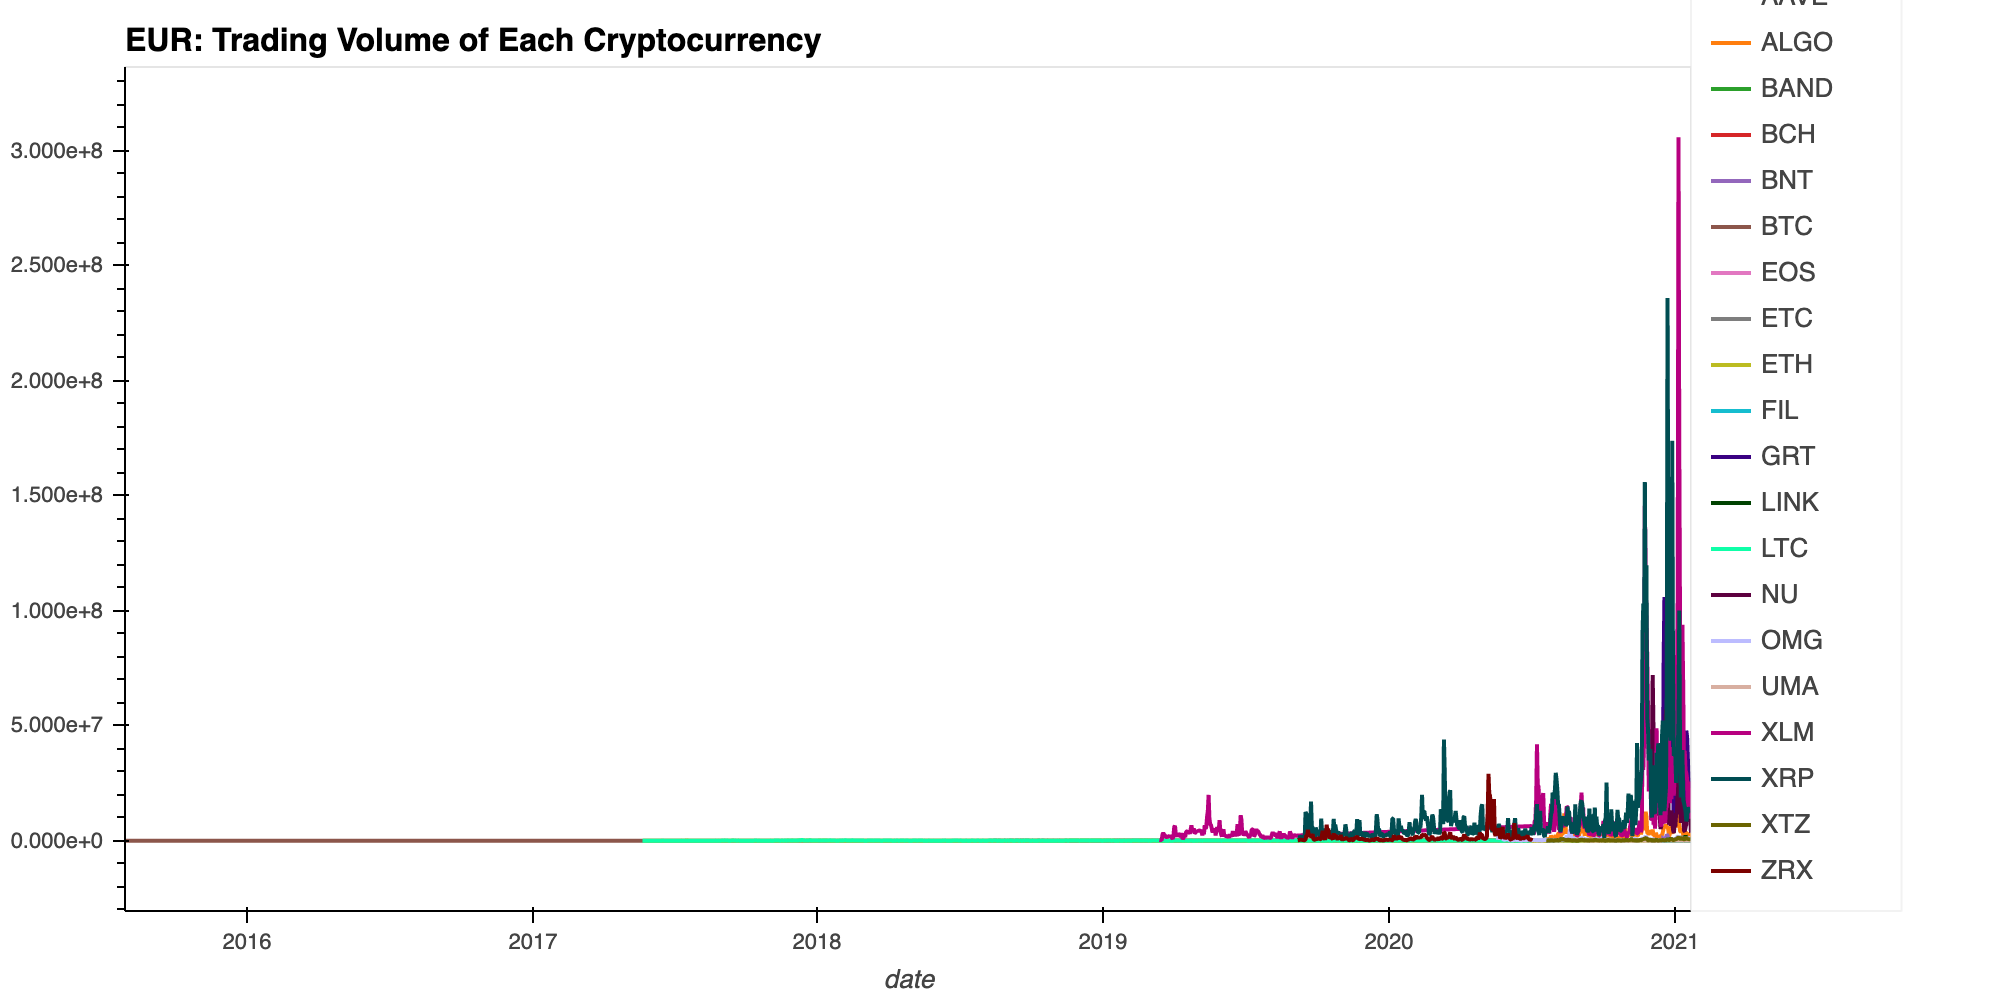 EUR: Trading Volume of Each Cryptocurrency
3.000e+8
2.500e+8
2.000e+8
1.500e+8
1.000e+8
5.000e+7
0.000e+0
2016
2017
2018
2019
2020
2021
date
AAVE
ALGO
BAND
BCH
BNT
BTC
EOS
ETC
ETH
FIL
GRT
LINK
LTC
NU
OMG
UMA
XLM
XRP
XTZ
ZRX